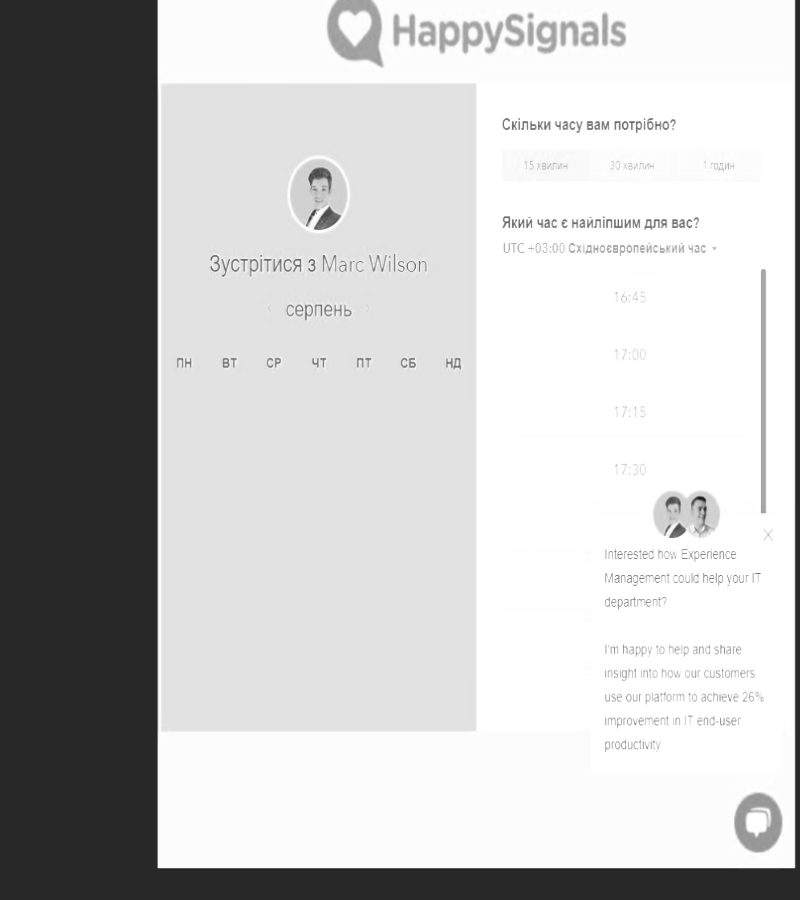 HappySignals
Зустрітися з Marc Wilson
серпень
ПН ВТ СР ЧТ ПТ СБ НД
Скільки часу вам потрібно?
15 хвилин 30 хвилин 1 годин
Який час є найліпшим для вас?
UTC +03:00 Східноєвропейський час
16:45
17:00
17:15
17:30
Interested how Experience
Management could help your IT
department?
I'm happy to help and share
insight into how our customers
use our platform to achieve 26%
improvement in IT end-user
productivity